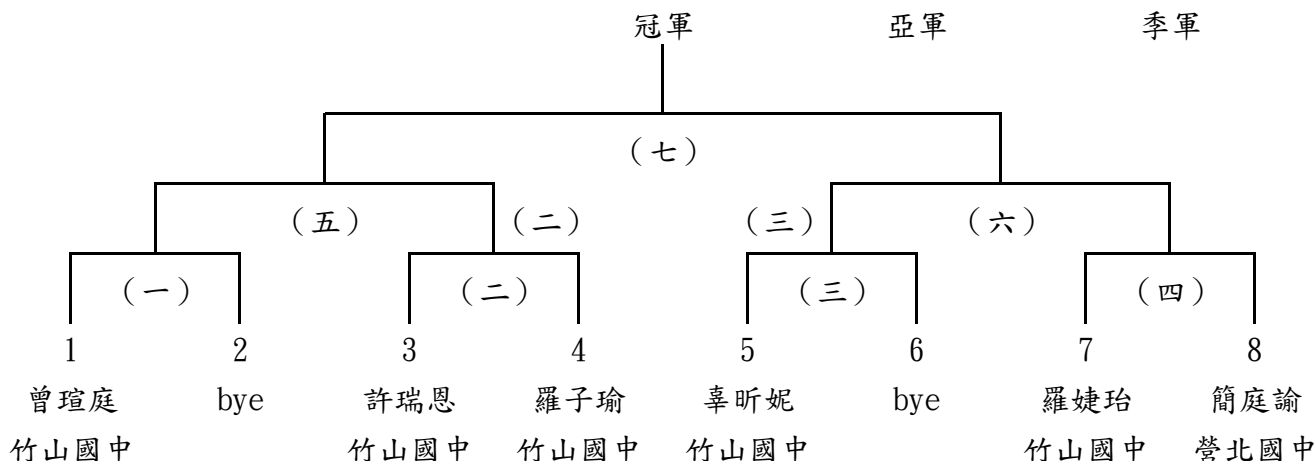 冠軍 亞軍 季軍
（七）
（五） （二） （三） （六）
（一） （二） （三） （四）
1 2 3 4 5 6 7 8
曾瑄庭 bye 許瑞恩 羅子瑜 辜昕妮 bye 羅婕珆 簡庭諭
竹山國中 竹山國中 竹山國中 竹山國中 竹山國中 營北國中